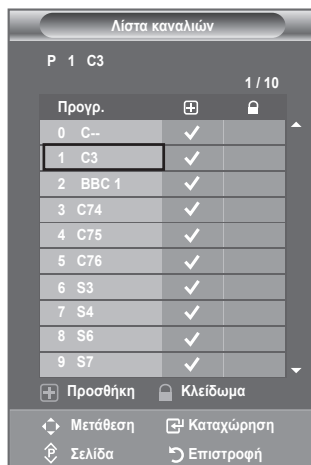 Λίστα καναλιών
P 1 C3
1 / 10
Προγρ.
0 C--
1 C3
2 BBC 1
3 C74
4 C75
5 C76
6 S3
7 S4
8 S6
9 S7
Προσθήκη Κλείδωμα
Μετάθεση Καταχώρηση
Σελίδα Επιστροφή